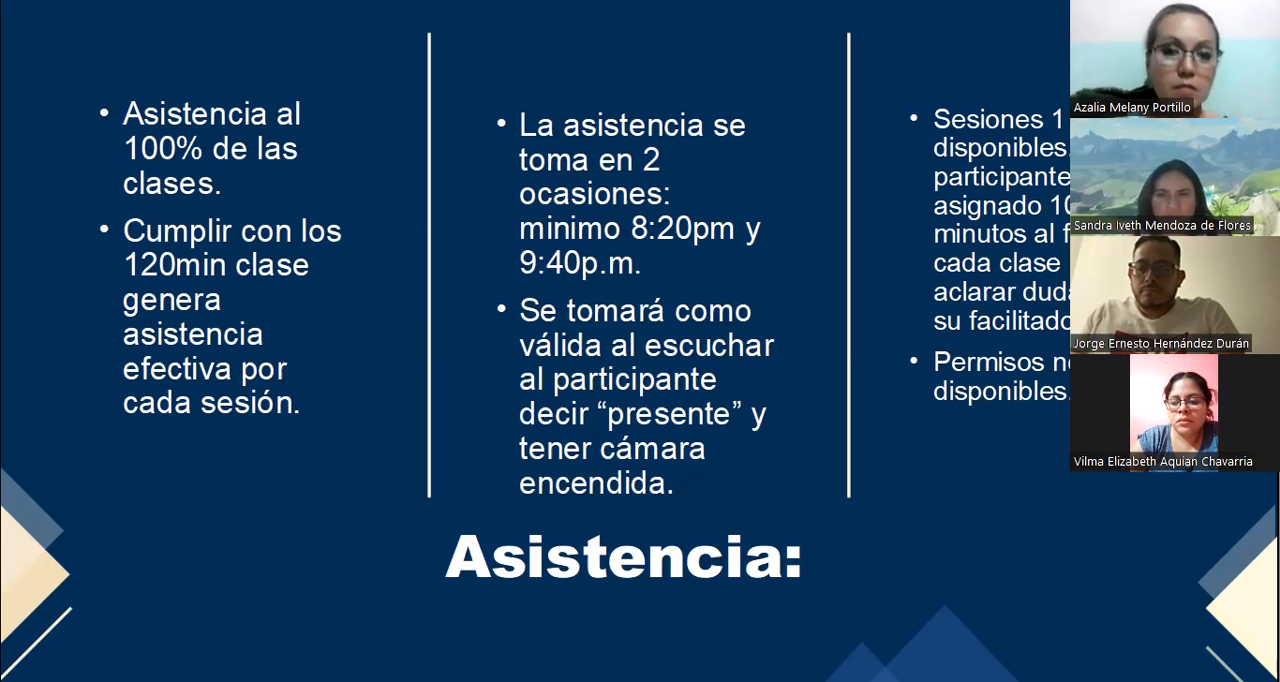 • Asistencia al
100% de las
clases.
• Cumplir con los
120min clase
genera
asistencia
efectiva por
cada sesión.
• La asistencia se
toma en 2
ocasiones:
minimo 8:20pm y
9:40p.m.
• Se tomará como
válida al escuchar
al participante
decir “presente” y
tener cámara
encendida.
• Sesiones 1
disponibles.
participante
asignado 10
minutos al
cada clase
aclarar
su
• Permisos
disponibles.
Asistencia:
Azalia Melany Portillo
Sandra Iveth Mendoza de Flores
Jorge Ernesto Hernández Durán
Vilma Elizabeth Aquian Chavarria